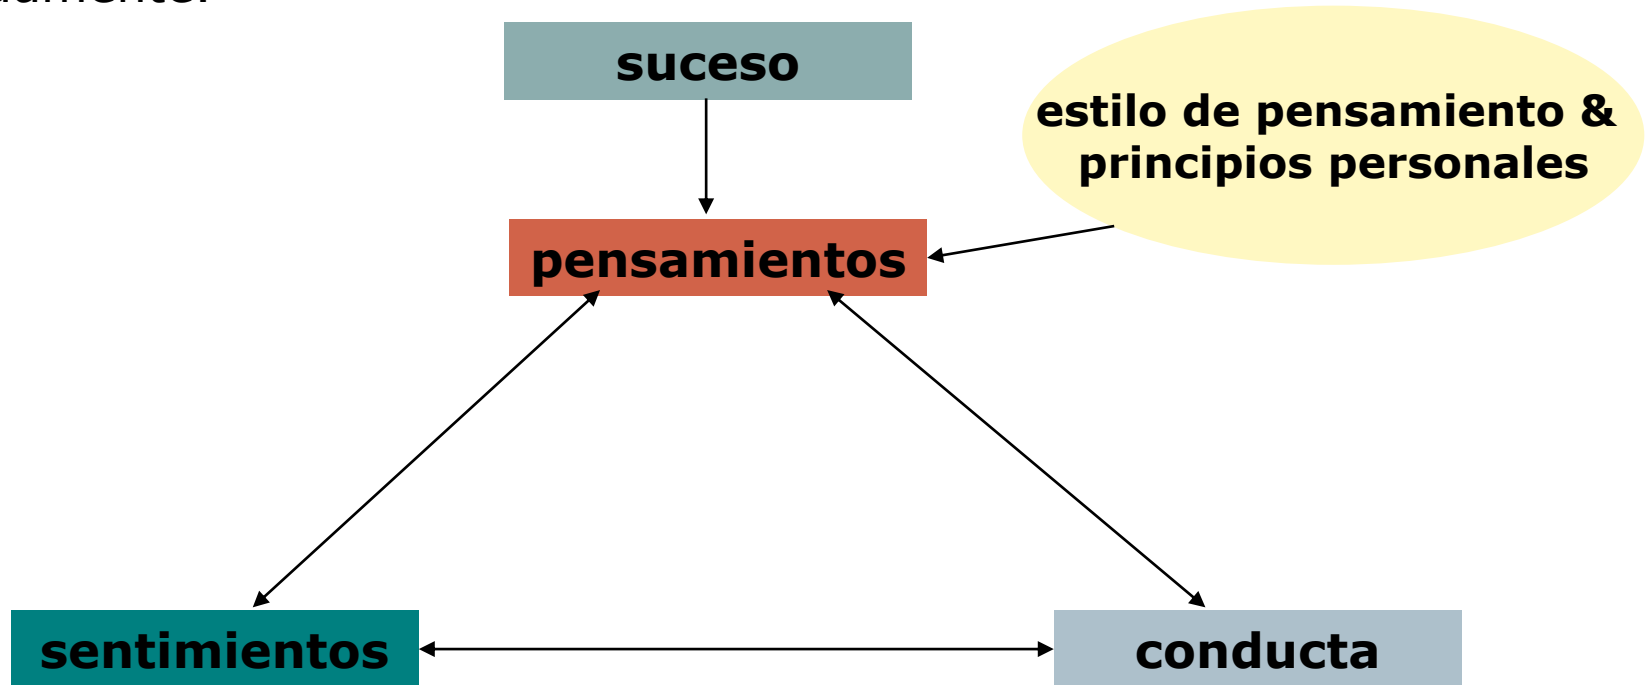 suceso
estilo de pensamiento &
principios personales
pensamientos
sentimientos
conducta